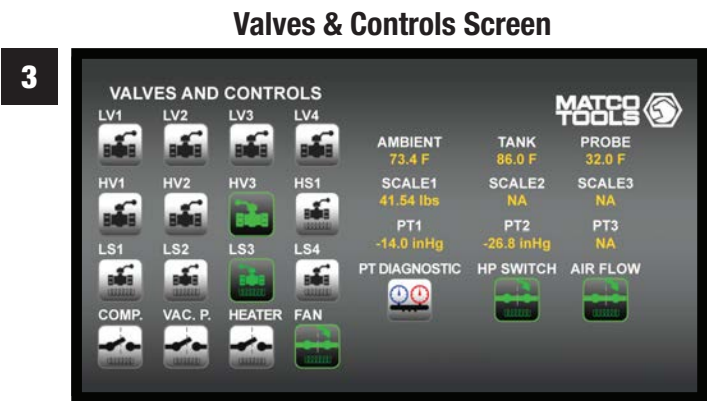 Valves & Controls Screen
3
VALVES AND CONTROLS
MATCO
TOOLS
LV1 LV2 LV3 LV4
AMBIENT TANK PROBE
73.4 F 86.0 F 32.0 F
HV1 HV2 HV3 HS1
SCALE1 SCALE2 SCALE3
41.54 lbs NA NA
PT1 PT2 PT3
-14.0 inHg -26.8 inHg NA
LS1 LS2 LS3 LS4
PT DIAGNOSTIC HP SWITCH AIR FLOW
COMP. VAC. P. HEATER FAN